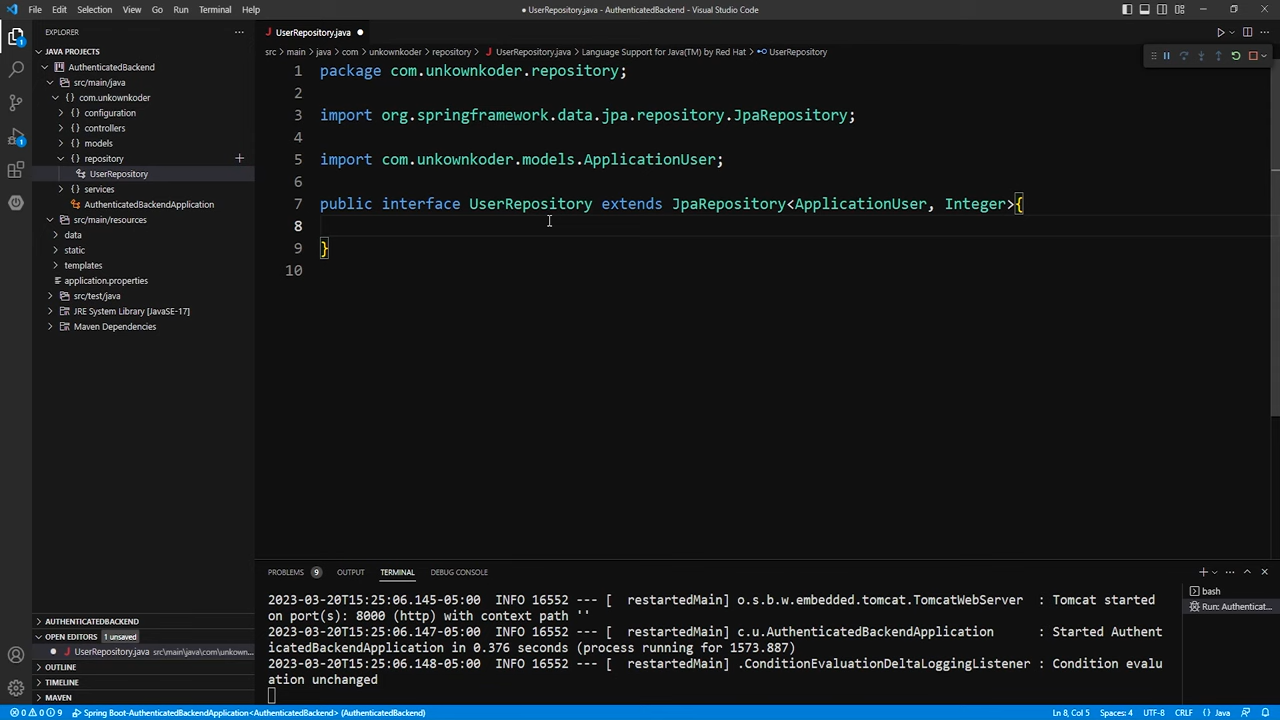 File Edit Selection View Go Run Terminal Help
● UserRepository.java - AuthenticatedBackend - Visual Studio Code
EXPLORER
JAVA PROJECTS
AuthenticatedBackend
src/main/java
com.unkownkoder
{} configuration
{} controllers
{} models
{} repository
UserRepository
{} services
AuthenticatedBackendApplication
src/main/resources
data
static
templates
application.properties
src/test/java
JRE System Library [JavaSE-17]
Maven Dependencies
AUTHENTICATEDBACKEND
OPEN EDITORS 1 unsaved
● J UserRepository.java src\main\java\com\unkown...
OUTLINE
TIMELINE
MAVEN
J UserRepository.java ●
src > main > java > com > unkownkoder > repository > J UserRepository.java > Language Support for Java(TM) by Red Hat > UserRepository
1 package com.unkownkoder.repository;
2
3 import org.springframework.data.jpa.repository.JpaRepository;
4
5 import com.unkownkoder.models.ApplicationUser;
6
7 public interface UserRepository extends JpaRepository<ApplicationUser, Integer>{
8
9 }
10
PROBLEMS 9 OUTPUT TERMINAL DEBUG CONSOLE
2023-03-20T15:25:06.145-05:00 INFO 16552 --- [ restartedMain] o.s.b.w.embedded.tomcat.TomcatWebServer : Tomcat started
on port(s): 8000 (http) with context path ''
2023-03-20T15:25:06.147-05:00 INFO 16552 --- [ restartedMain] c.u.AuthenticatedBackendApplication : Started Authent
icatedBackendApplication in 0.376 seconds (process running for 1573.887)
2023-03-20T15:25:06.148-05:00 INFO 16552 --- [ restartedMain] .ConditionEvaluationDeltaLoggingListener : Condition evalu
ation unchanged
bash
Run: Authenticat...
0 0 9 Spring Boot-AuthenticatedBackendApplication<AuthenticatedBackend> (AuthenticatedBackend) Ln 8, Col 5 Spaces: 4 UTF-8 CRLF {} Java